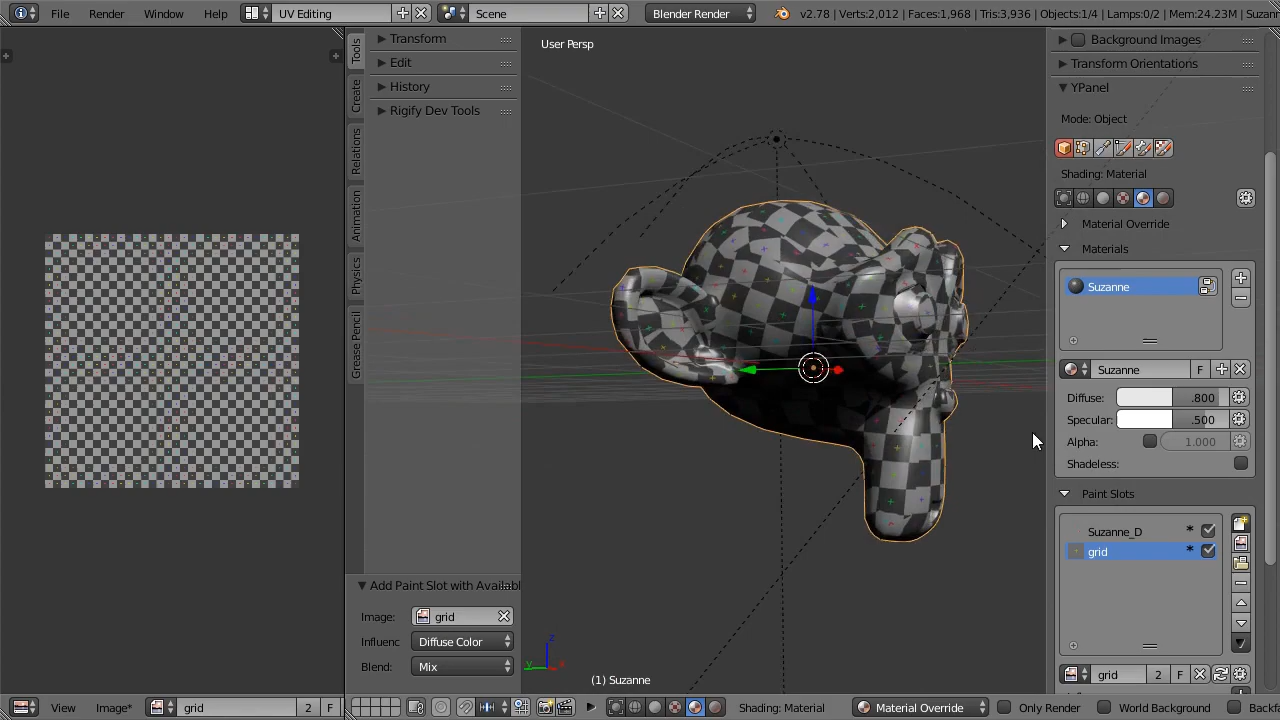 File Render Window Help UV Editing Scene Blender Render v2.78 | Verts:2,012 | Faces:1,968 | Tris:3,936 | Objects:1/4 | Lamps:0/2 | Mem:24.23M | Suzann
Tools
Create
Relations
Animation
Physics
Grease Pencil
Transform
Edit
History
Rigify Dev Tools
Add Paint Slot with Availabl
Image: grid
Influenc Diffuse Color
Blend: Mix
User Persp
z
y x
(1) Suzanne
Background Images
Transform Orientations
YPanel
Mode: Object
Shading: Material
Material Override
Materials
Suzanne
Suzanne F
Diffuse: .800
Specular: .500
Alpha: 1.000
Shadeless:
Paint Slots
Suzanne_D *
grid *
grid 2 F
View Image* grid 2 F
Shading: Material Material Override Only Render World Background Backf